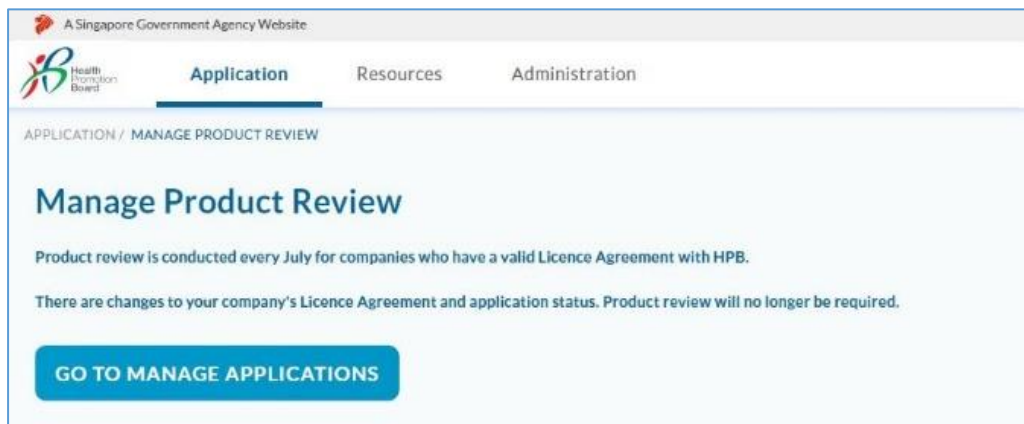 A Singapore Government Agency Website
Health
Promotion
Board
Application
Resources
Administration
APPLICATION / MANAGE PRODUCT REVIEW
Manage Product Review
Product review is conducted every July for companies who have a valid Licence Agreement with HPB.
There are changes to your company's Licence Agreement and application status. Product review will no longer be required.
GO TO MANAGE APPLICATIONS